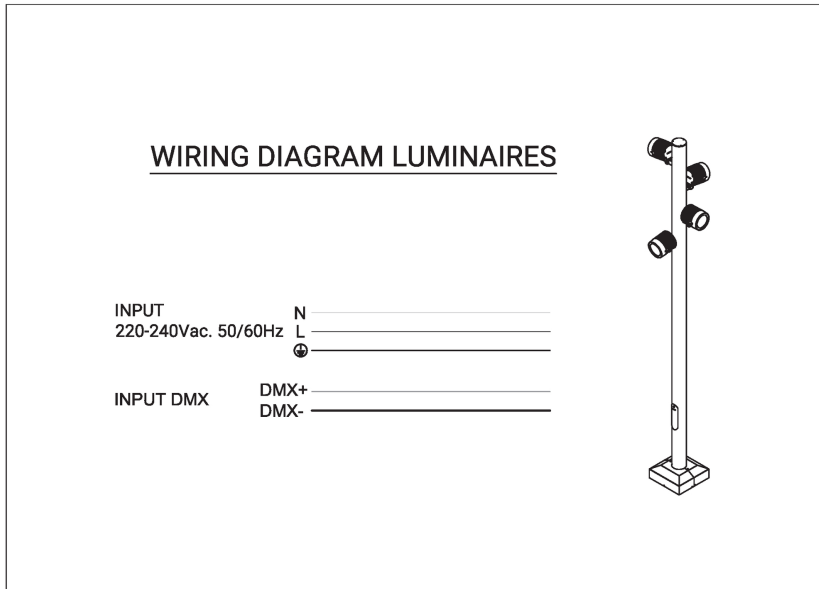 WIRING DIAGRAM LUMINAIRES
INPUT N
220-240Vac. 50/60Hz L
INPUT DMX DMX+
DMX-